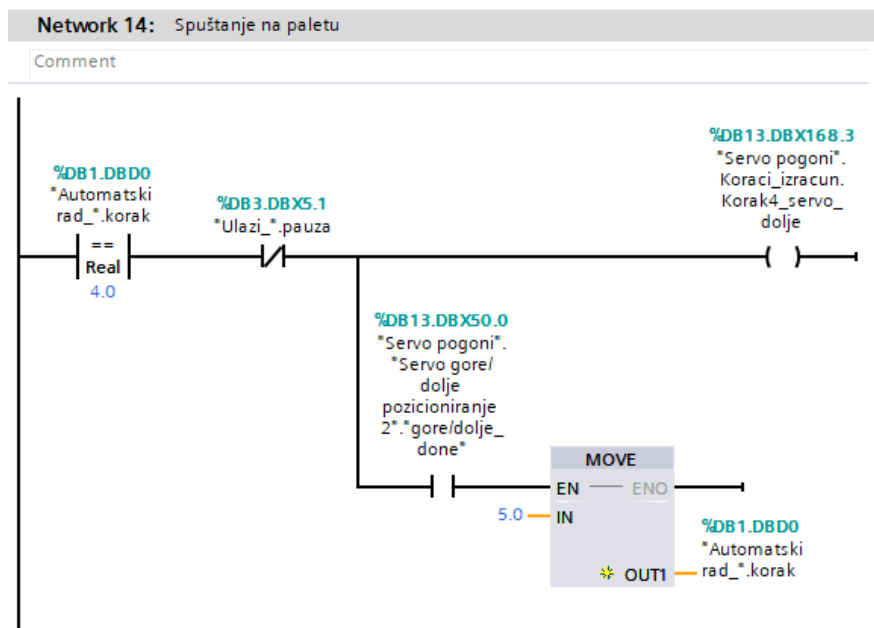 Network 14: Spuštanje na paletu
Comment
%DB1.DBD0
"Automatski
rad_".korak
==
Real
4.0
%DB3.DBX5.1
"Ulazi_".pauza
%DB13.DBX168.3
"Servo pogoni".
Koraci_izracun.
Korak4_servo_
dolje
%DB13.DBX50.0
"Servo pogoni".
"Servo gore/
dolje
pozicioniranje
2"."gore/dolje_
done"
MOVE
EN ENO
5.0 IN
OUT1
%DB1.DBD0
"Automatski
rad_".korak